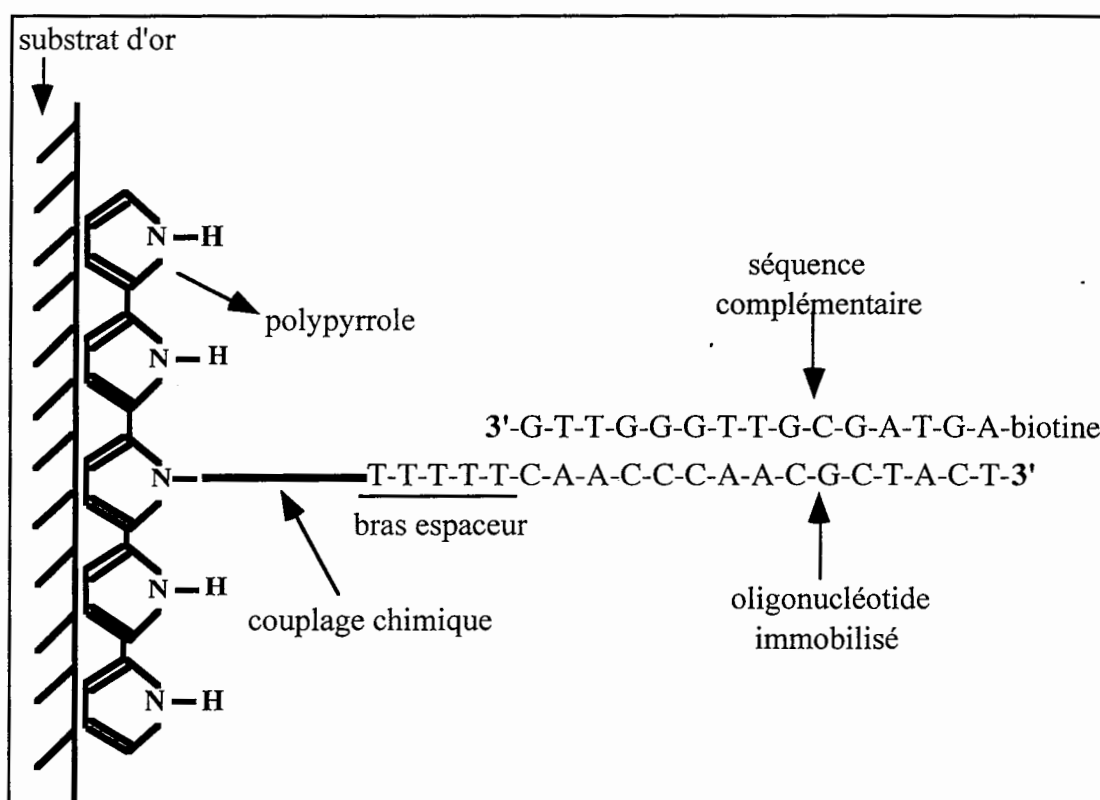 substrat d'or
N-H
polypyrrole
N-H
séquence
complémentaire
3'-G-T-T-G-G-G-T-T-G-C-G-A-T-G-A-biotine
N-
T-T-T-T-T-C-A-A-C-C-C-A-A-C-G-C-T-A-C-T-3'
bras espaceur
couplage chimique
N-H
oligonucléotide
immobilisé
N-H